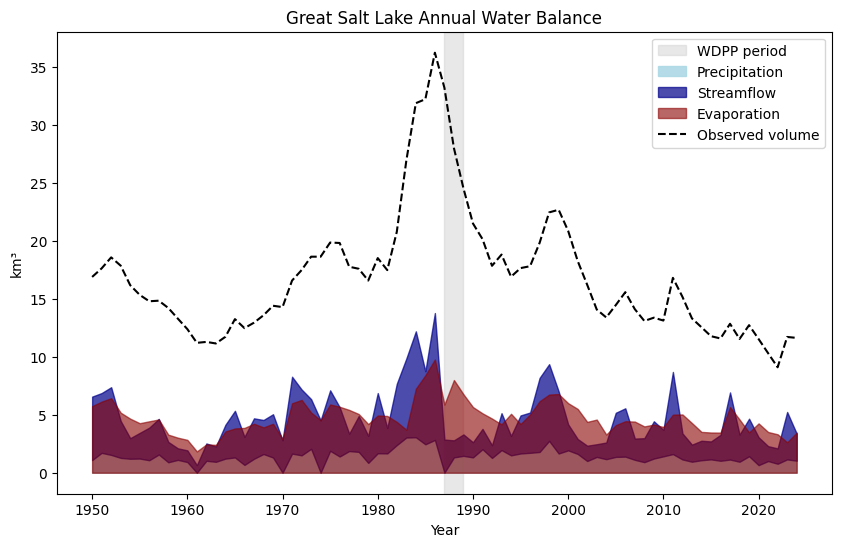 Great Salt Lake Annual Water Balance
WDPP period
Precipitation
Streamflow
Evaporation
Observed volume
km³
35
30
25
20
15
10
5
0
1950
1960
1970
1980
1990
2000
2010
2020
Year